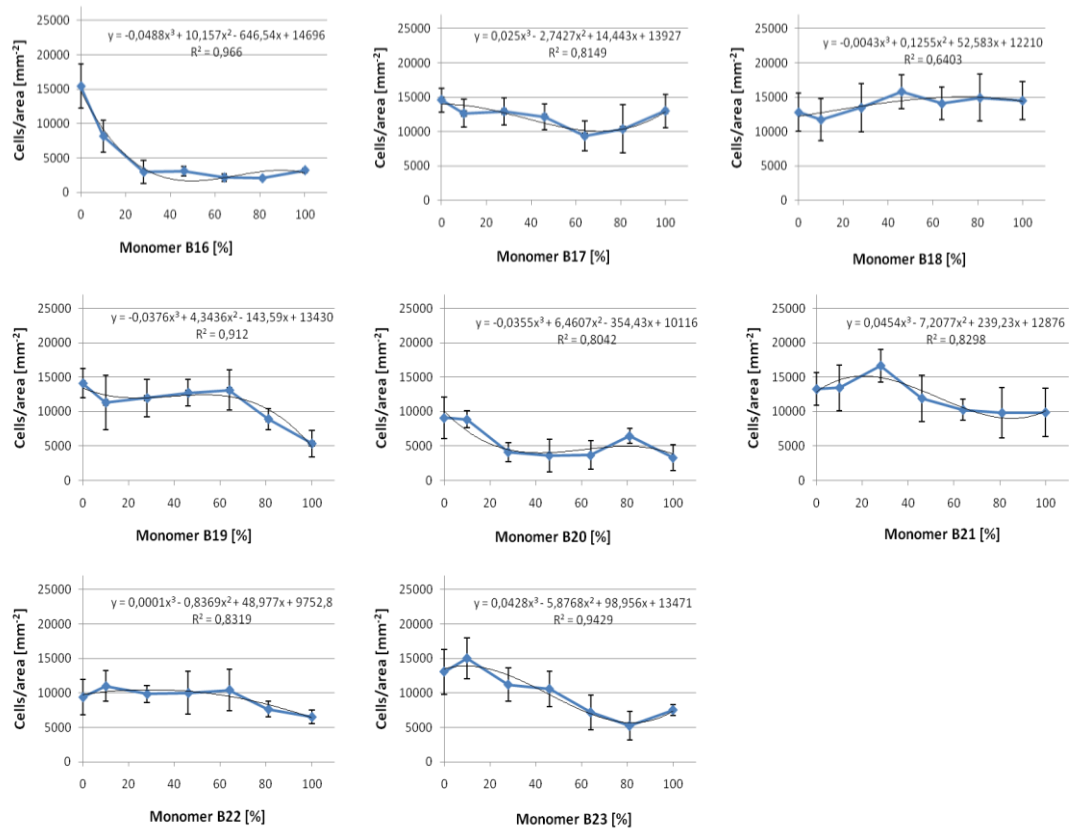 25000
y = -0,0488x³ + 10,157x² - 646,54x + 14696
R² = 0,966
20000
15000
10000
5000
0
0 20 40 60 80 100
Cells/area [mm⁻²]
Monomer B16 [%]
25000
y = 0,025x³ - 2,7427x² + 14,443x + 13927
R² = 0,8149
20000
15000
10000
5000
0
0 20 40 60 80 100
Cells/area [mm⁻²]
Monomer B17 [%]
25000
y = -0,0043x³ + 0,1255x² + 52,583x + 12210
R² = 0,6403
20000
15000
10000
5000
0
0 20 40 60 80 100
Cells/area [mm⁻²]
Monomer B18 [%]
25000
y = -0,0376x³ + 4,3436x² - 143,59x + 13430
R² = 0,912
20000
15000
10000
5000
0
0 20 40 60 80 100
Cells/area [mm⁻²]
Monomer B19 [%]
25000
y = -0,0355x³ + 6,4607x² - 354,43x + 10116
R² = 0,8042
20000
15000
10000
5000
0
0 20 40 60 80 100
Cells/area [mm⁻²]
Monomer B20 [%]
25000
y = 0,0454x³ - 7,2077x² + 239,23x + 12876
R² = 0,8298
20000
15000
10000
5000
0
0 20 40 60 80 100
Cells/area [mm⁻²]
Monomer B21 [%]
25000
y = 0,0001x³ - 0,8369x² + 48,977x + 9752,8
R² = 0,8319
20000
15000
10000
5000
0
0 20 40 60 80 100
Cells/area [mm⁻²]
Monomer B22 [%]
25000
y = 0,0428x³ - 5,8768x² + 98,956x + 13471
R² = 0,9429
20000
15000
10000
5000
0
0 20 40 60 80 100
Cells/area [mm⁻²]
Monomer B23 [%]